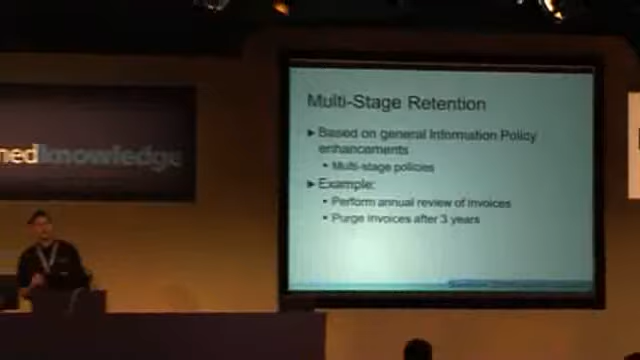 Multi-Stage Retention
▸ Based on general Information Policy
enhancements
• Multi-stage policies
▸ Example:
• Perform annual review of invoices
• Purge invoices after 3 years
nedknowledge